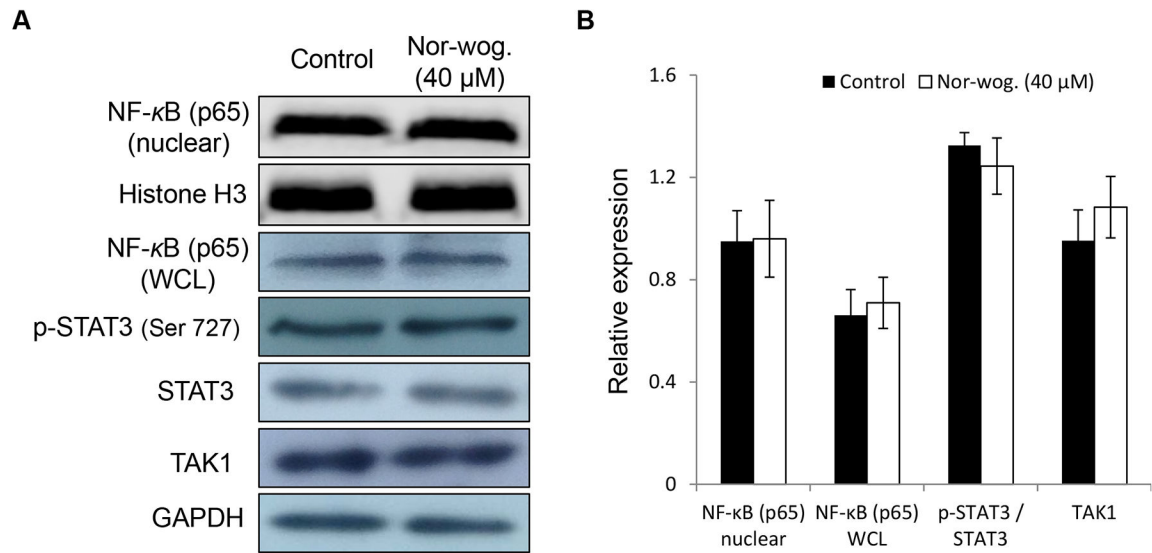 A
Control
Nor-wog.
(40 µM)
NF-κB (p65)
(nuclear)
Histone H3
NF-κB (p65)
(WCL)
p-STAT3 (Ser 727)
STAT3
TAK1
GAPDH
B
Relative expression
1.6
1.2
0.8
0.4
0
Control
Nor-wog. (40 µM)
NF-κB (p65)
nuclear
NF-κB (p65)
WCL
p-STAT3 /
STAT3
TAK1